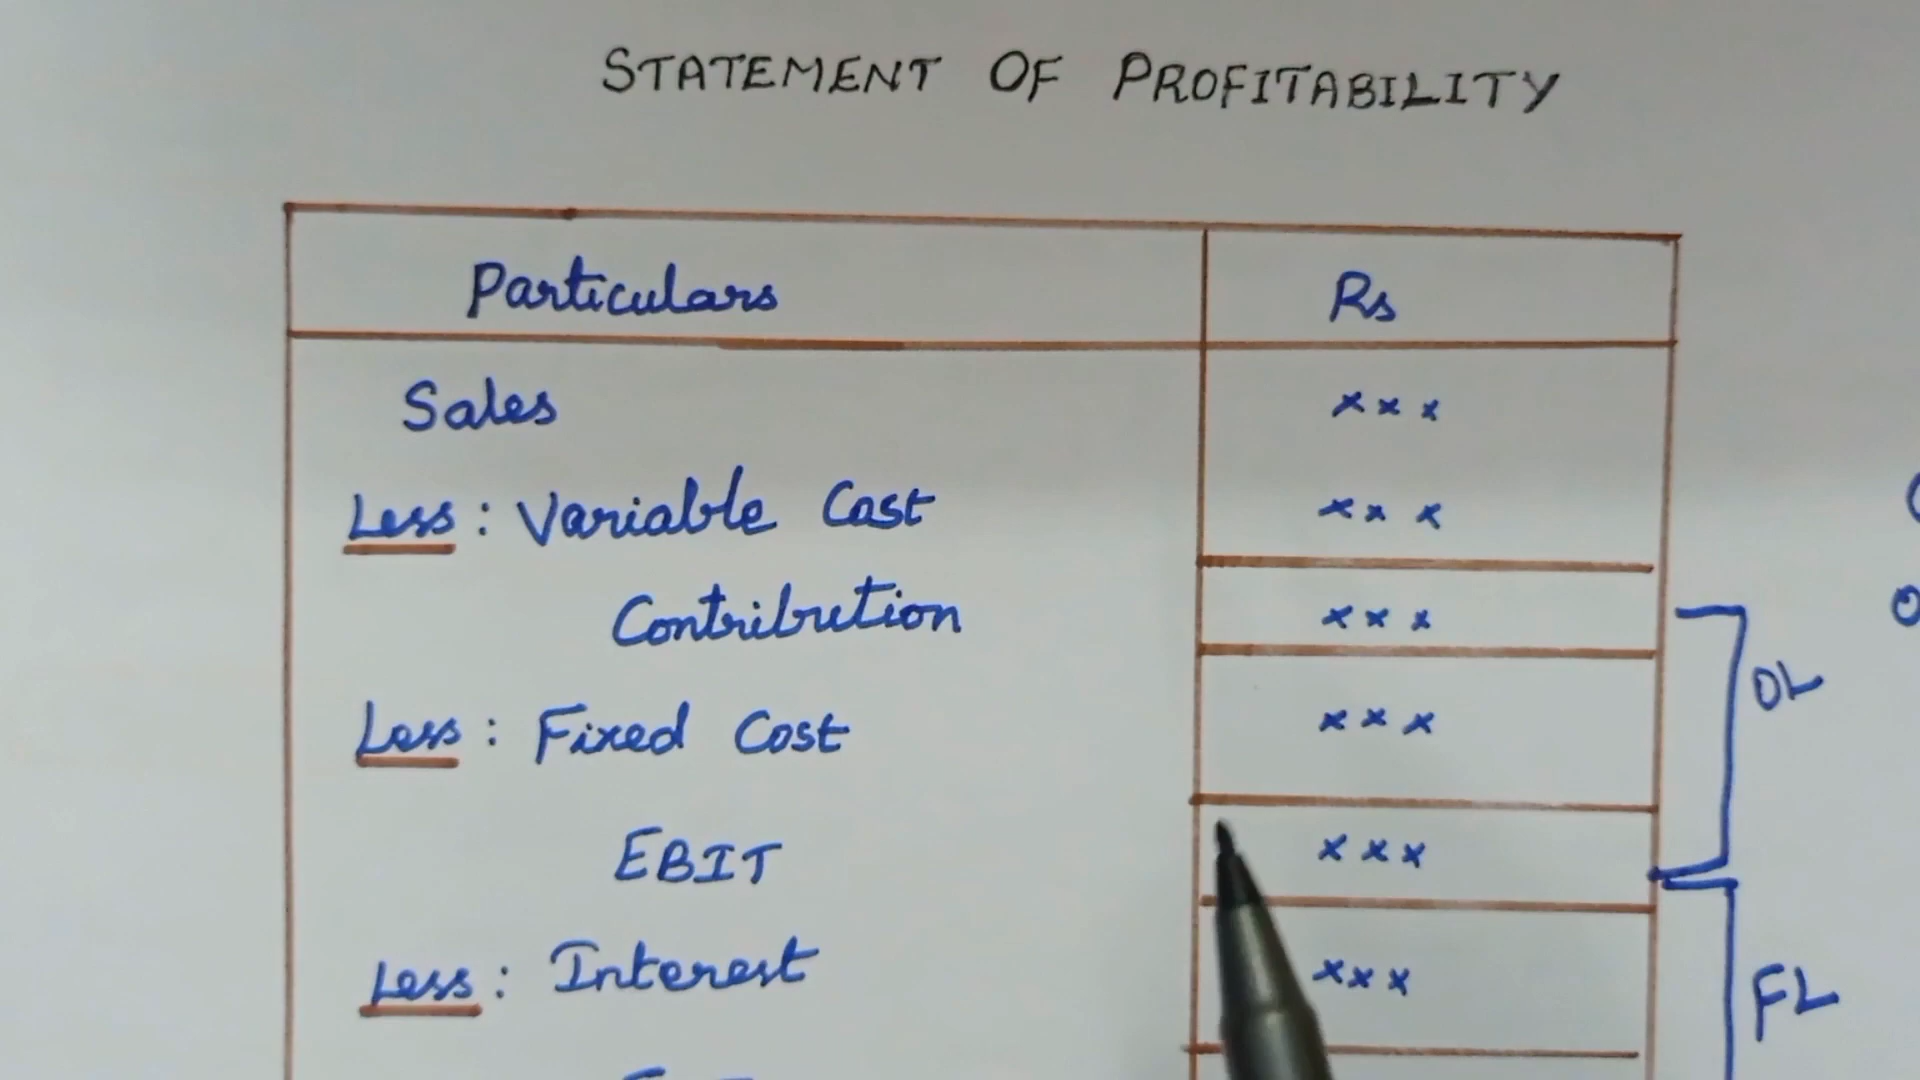 STATEMENT OF PROFITABILITY
Particulars Rs
Sales xxx
Less: Variable Cost xxx
Contribution xxx
OL
Less: Fixed Cost xxx
EBIT xxx
Less: Interest xxx
FL